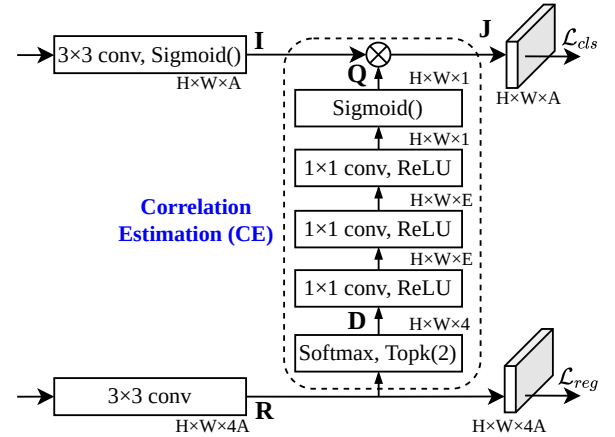 I
J
ℒcls
3×3 conv, Sigmoid()
H×W×A
Q
H×W×1
H×W×A
Sigmoid()
H×W×1
1×1 conv, ReLU
H×W×E
Correlation
Estimation (CE)
1×1 conv, ReLU
H×W×E
1×1 conv, ReLU
D
H×W×4
Softmax, Topk(2)
ℒreg
3×3 conv
R
H×W×4A
H×W×4A